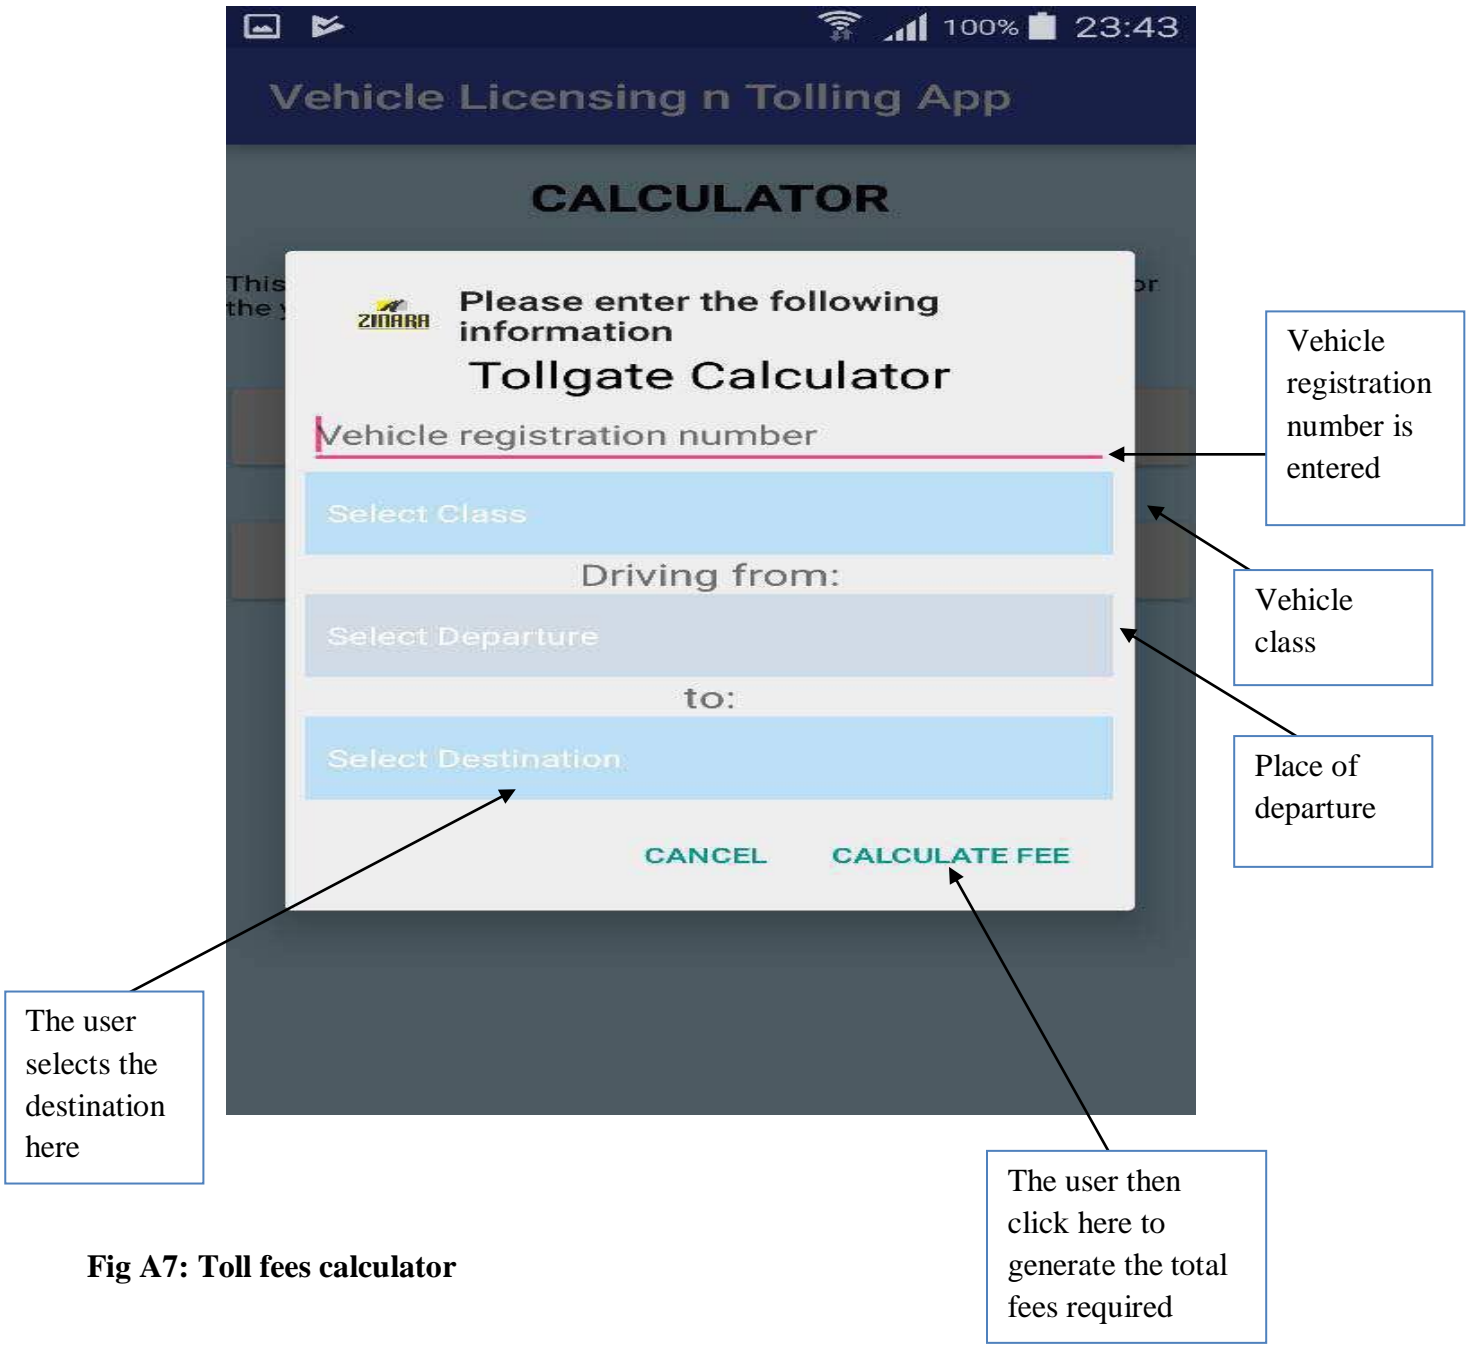 100% 23:43
Vehicle Licensing n Tolling App
CALCULATOR
This
or
the
ZINARA
Please enter the following
information
Tollgate Calculator
Vehicle registration number
Select Class
Driving from:
Select Departure
to:
Select Destination
CANCEL CALCULATE FEE
Vehicle
registration
number is
entered
Vehicle
class
Place of
departure
The user
selects the
destination
here
The user then
click here to
generate the total
fees required
Fig A7: Toll fees calculator